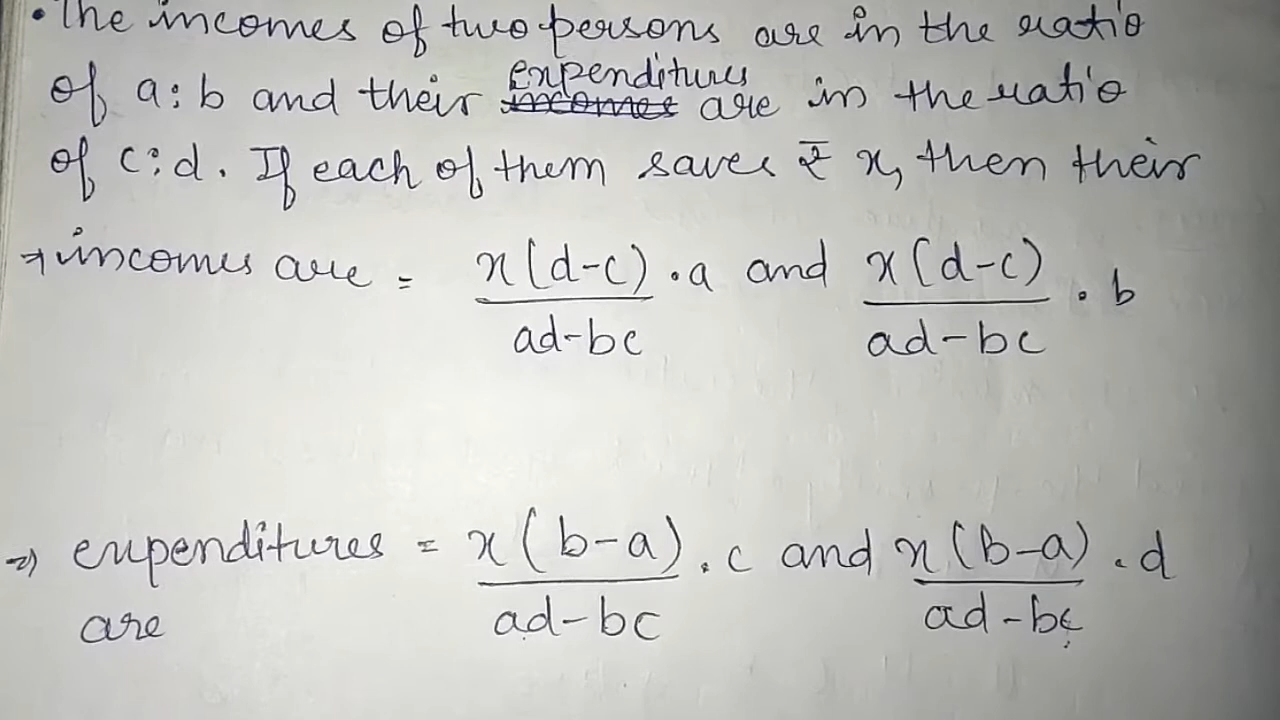 • The incomes of two persons are in the ratio
of a:b and their expenditures are in the ratio
of c:d. If each of them saves ₹ x, then their
→ incomes are = x(d-c)/ad-bc . a and x(d-c)/ad-bc . b
⇒ expenditures are = x(b-a)/ad-bc . c and x(b-a)/ad-bc . d